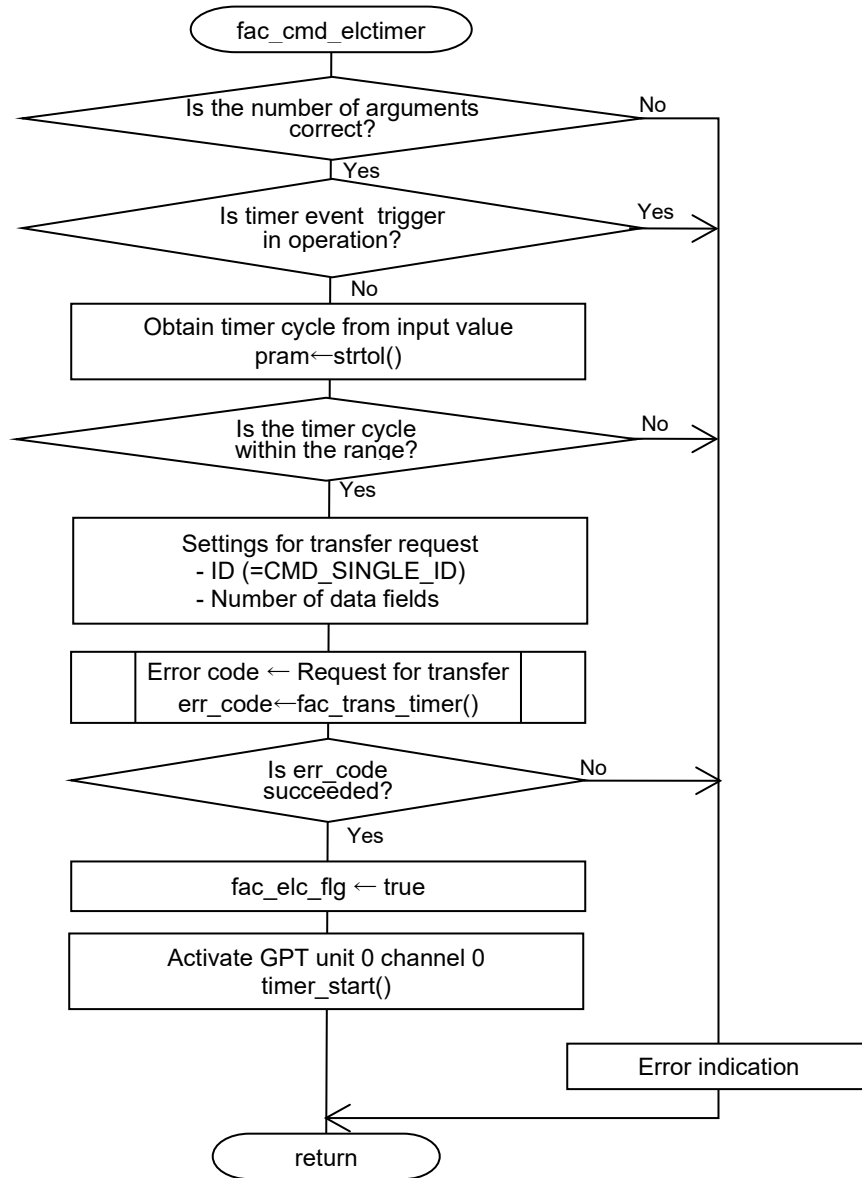 fac_cmd_elctimer
Is the number of arguments
correct?
No
Yes
Is timer event trigger
in operation?
Yes
No
Obtain timer cycle from input value
pram←strtol()
Is the timer cycle
within the range?
No
Yes
Settings for transfer request
- ID (=CMD_SINGLE_ID)
- Number of data fields
Error code ← Request for transfer
err_code←fac_trans_timer()
Is err_code
succeeded?
No
Yes
fac_elc_flg ← true
Activate GPT unit 0 channel 0
timer_start()
Error indication
return